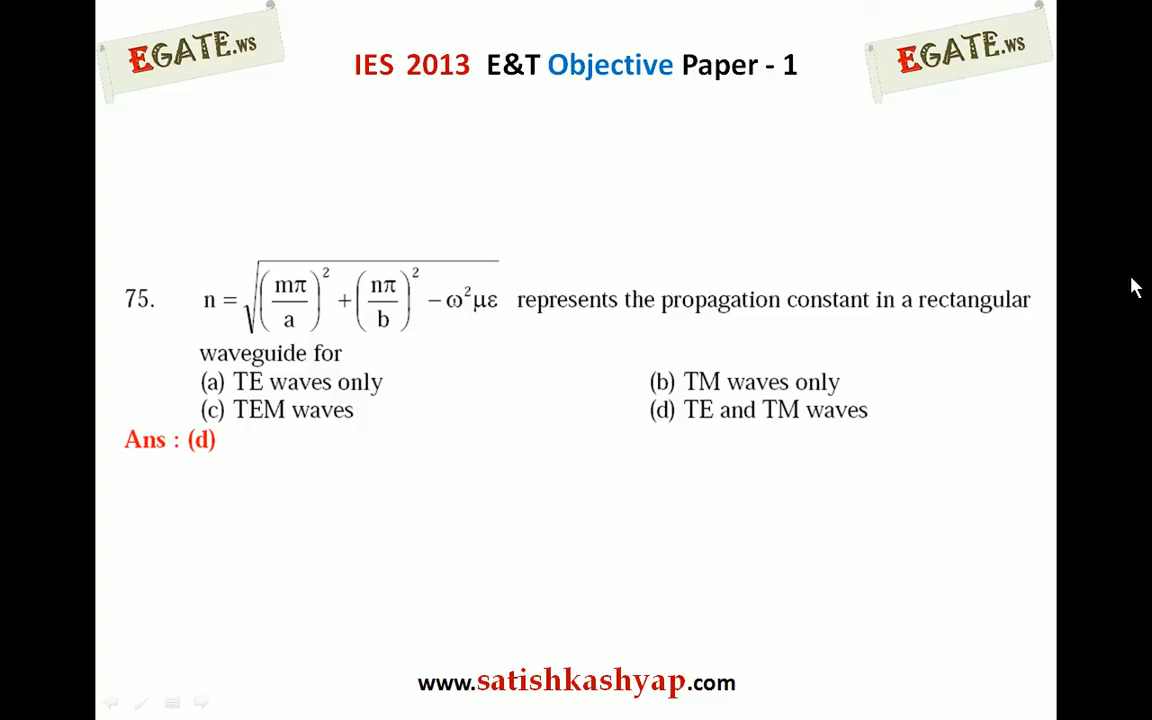 EGATE.ws
IES 2013 E&T Objective Paper - 1
EGATE.ws
75. n = √((mπ/a)² + (nπ/b)² − ω²με) represents the propagation constant in a rectangular
waveguide for
(a) TE waves only (b) TM waves only
(c) TEM waves (d) TE and TM waves
Ans : (d)
www.satishkashyap.com